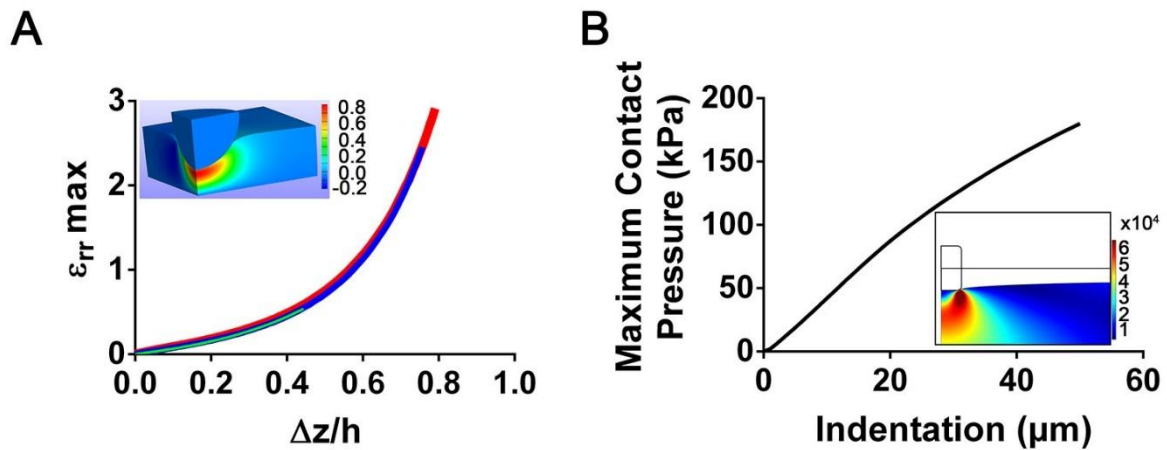 A
B
3
2
1
0
εrr max
0.8
0.6
0.4
0.2
0.0
-0.2
0.0 0.2 0.4 0.6 0.8 1.0
Δz/h
Maximum Contact
Pressure (kPa)
200
150
100
50
0
x10⁴
6
5
4
3
2
1
0 20 40 60
Indentation (µm)